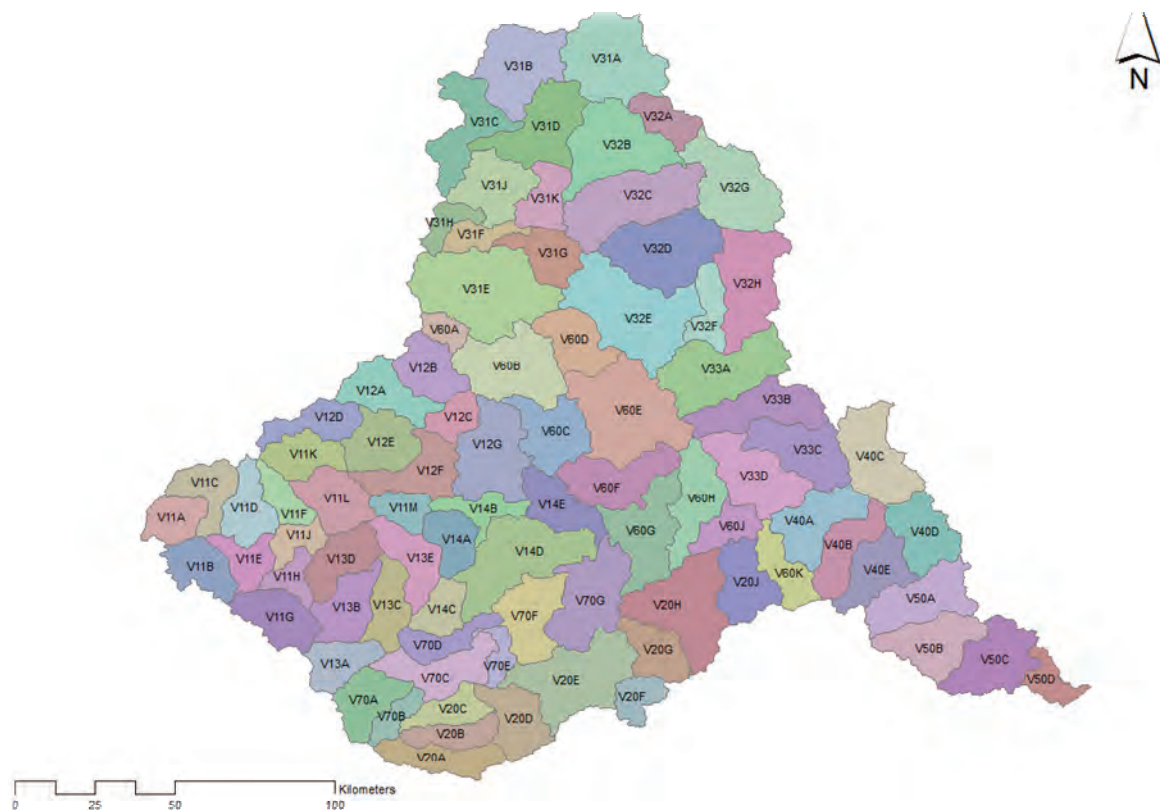 V31A
V31B
N
V32A
V31C
V31D
V32B
V31J
V32G
V32C
V31K
V31H
V31F
V32D
V31G
V32H
V31E
V32E
V32F
V60A
V60D
V60B
V12B
V33A
V12A
V33B
V60E
V12D
V12C
V60C
V12E
V12G
V33C
V11K
V40C
V12F
V33D
V11C
V60F
V11L
V60H
V14E
V11D
V11M
V14B
V11F
V11A
V40A
V60J
V60G
V40D
V11J
V14A
V40B
V13D
V14D
V11E
V13E
V11B
V40E
V60K
V11H
V20J
V50A
V70G
V13B
V13C
V20H
V14C
V70F
V11G
V70D
V20G
V50B
V50C
V13A
V70E
V70C
V20E
V50D
V20F
V70A
V20C
V70B
V20D
V20B
V20A
Kilometers
0 25 50 100